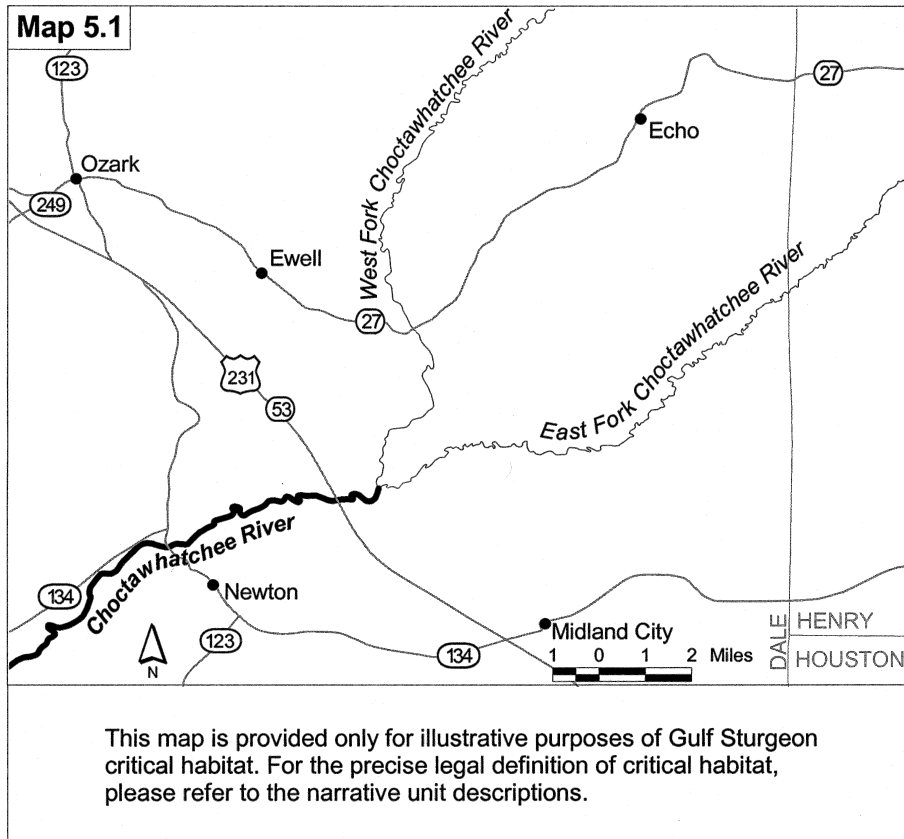 Map 5.1
123
27
West Fork Choctawhatchee River
Echo
Ozark
249
Ewell
27
East Fork Choctawhatchee River
231
53
Choctawhatchee River
134
Newton
123
N
134
Midland City
1 0 1 2 Miles
DALE
HENRY
HOUSTON
This map is provided only for illustrative purposes of Gulf Sturgeon
critical habitat. For the precise legal definition of critical habitat,
please refer to the narrative unit descriptions.